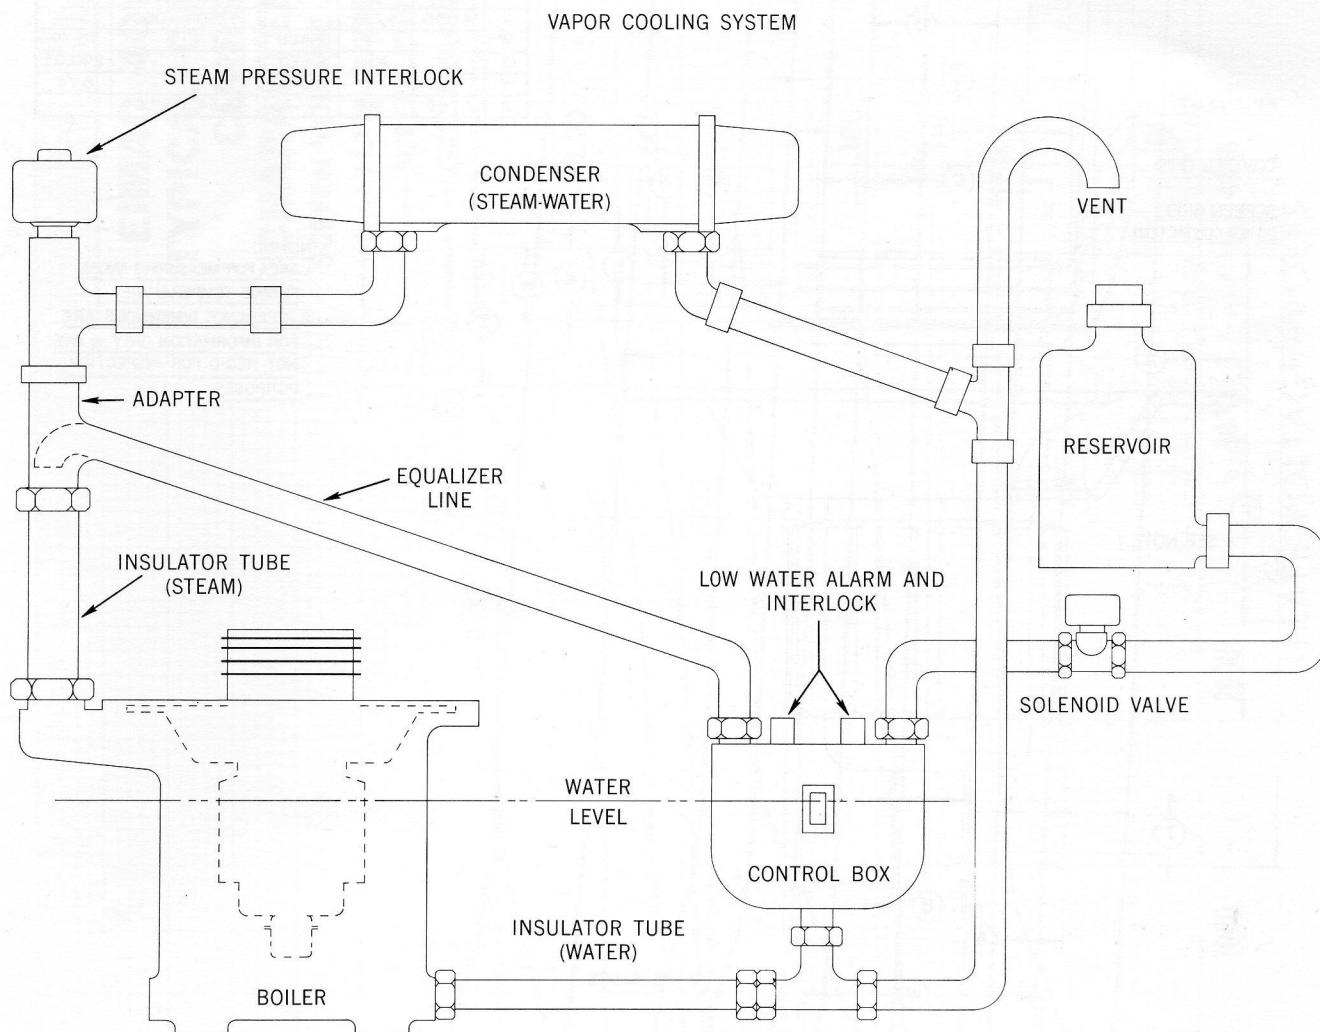 VAPOR COOLING SYSTEM
STEAM PRESSURE INTERLOCK
CONDENSER
(STEAM-WATER)
VENT
ADAPTER
RESERVOIR
EQUALIZER
LINE
INSULATOR TUBE
(STEAM)
LOW WATER ALARM AND
INTERLOCK
SOLENOID VALVE
WATER
LEVEL
CONTROL BOX
INSULATOR TUBE
(WATER)
BOILER